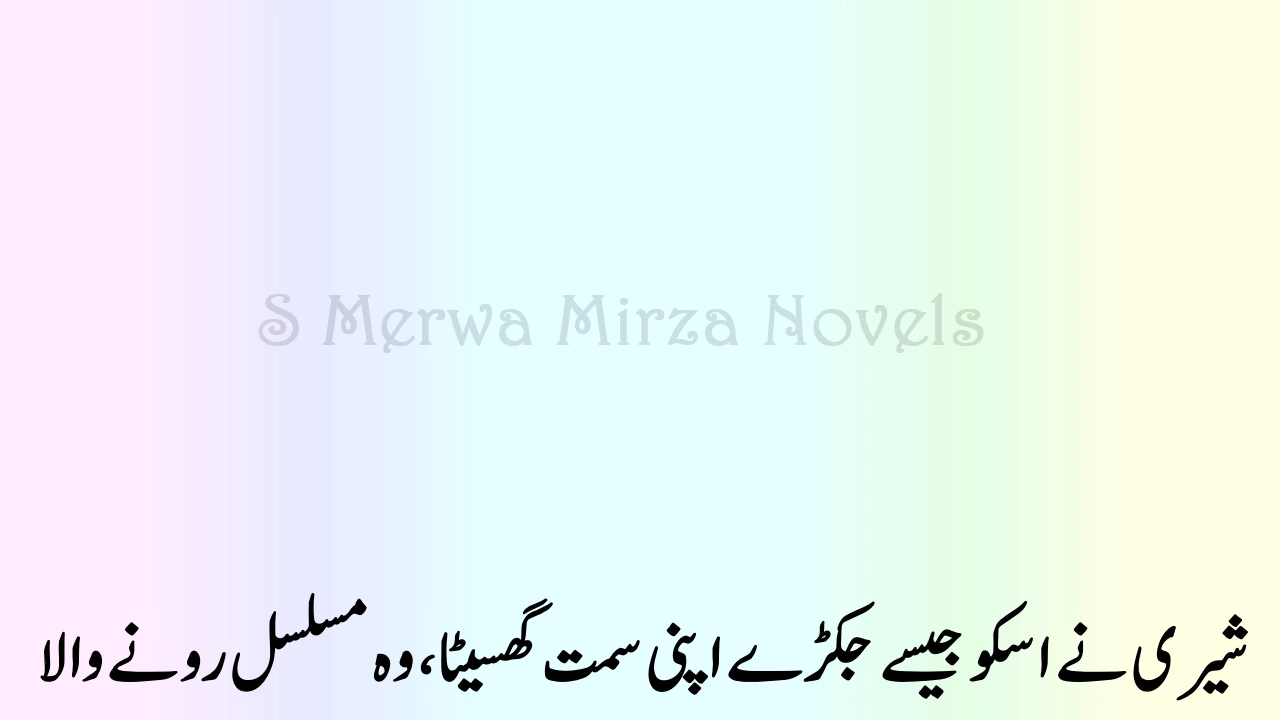 S Merwa Mirza Novels
شیری نے اسکو جیسے جکڑے اپنی سمت گھسیٹا، وہ مسلسل رونے والا